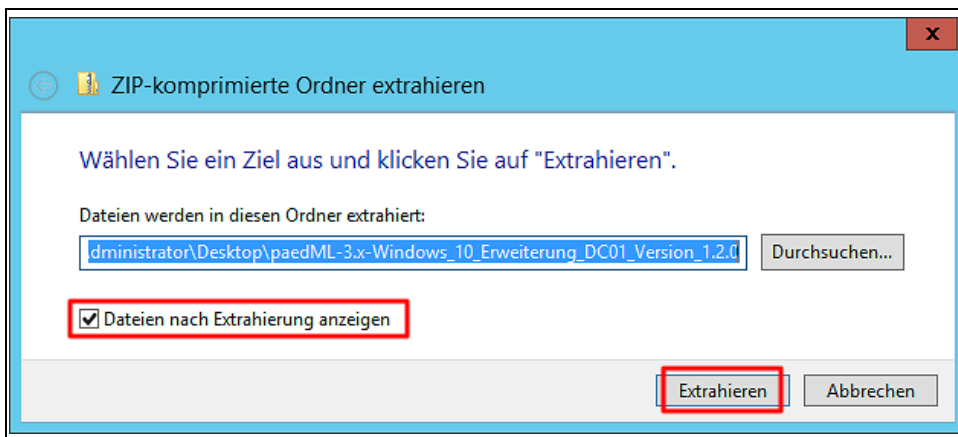 x
ZIP-komprimierte Ordner extrahieren
Wählen Sie ein Ziel aus und klicken Sie auf "Extrahieren".
Dateien werden in diesen Ordner extrahiert:
.dministrator\Desktop\paedML-3.x-Windows_10_Erweiterung_DC01_Version_1.2.0
Durchsuchen...
Dateien nach Extrahierung anzeigen
Extrahieren
Abbrechen